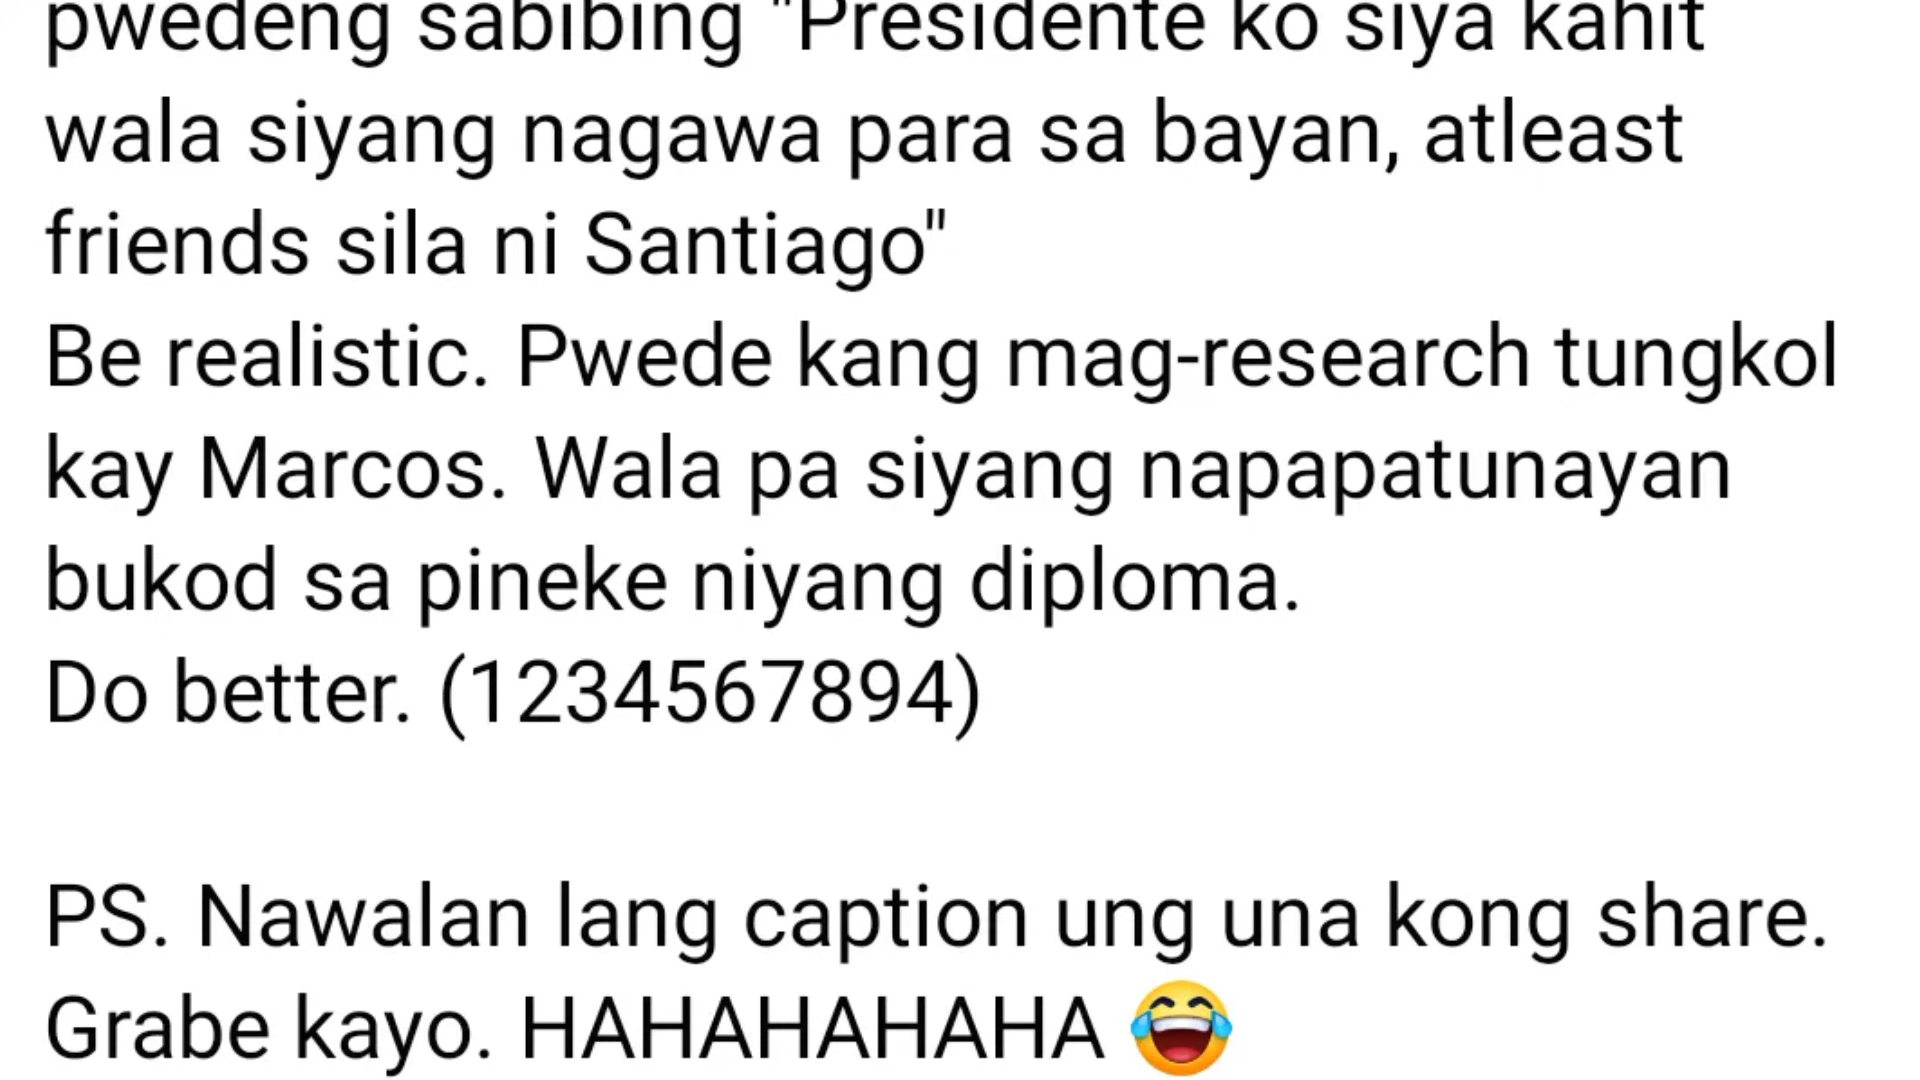 pwedeng sabibing "Presidente ko siya kahit
wala siyang nagawa para sa bayan, atleast
friends sila ni Santiago"
Be realistic. Pwede kang mag-research tungkol
kay Marcos. Wala pa siyang napapatunayan
bukod sa pineke niyang diploma.
Do better. (1234567894)
PS. Nawalan lang caption ung una kong share.
Grabe kayo. HAHAHAHAHA 😂